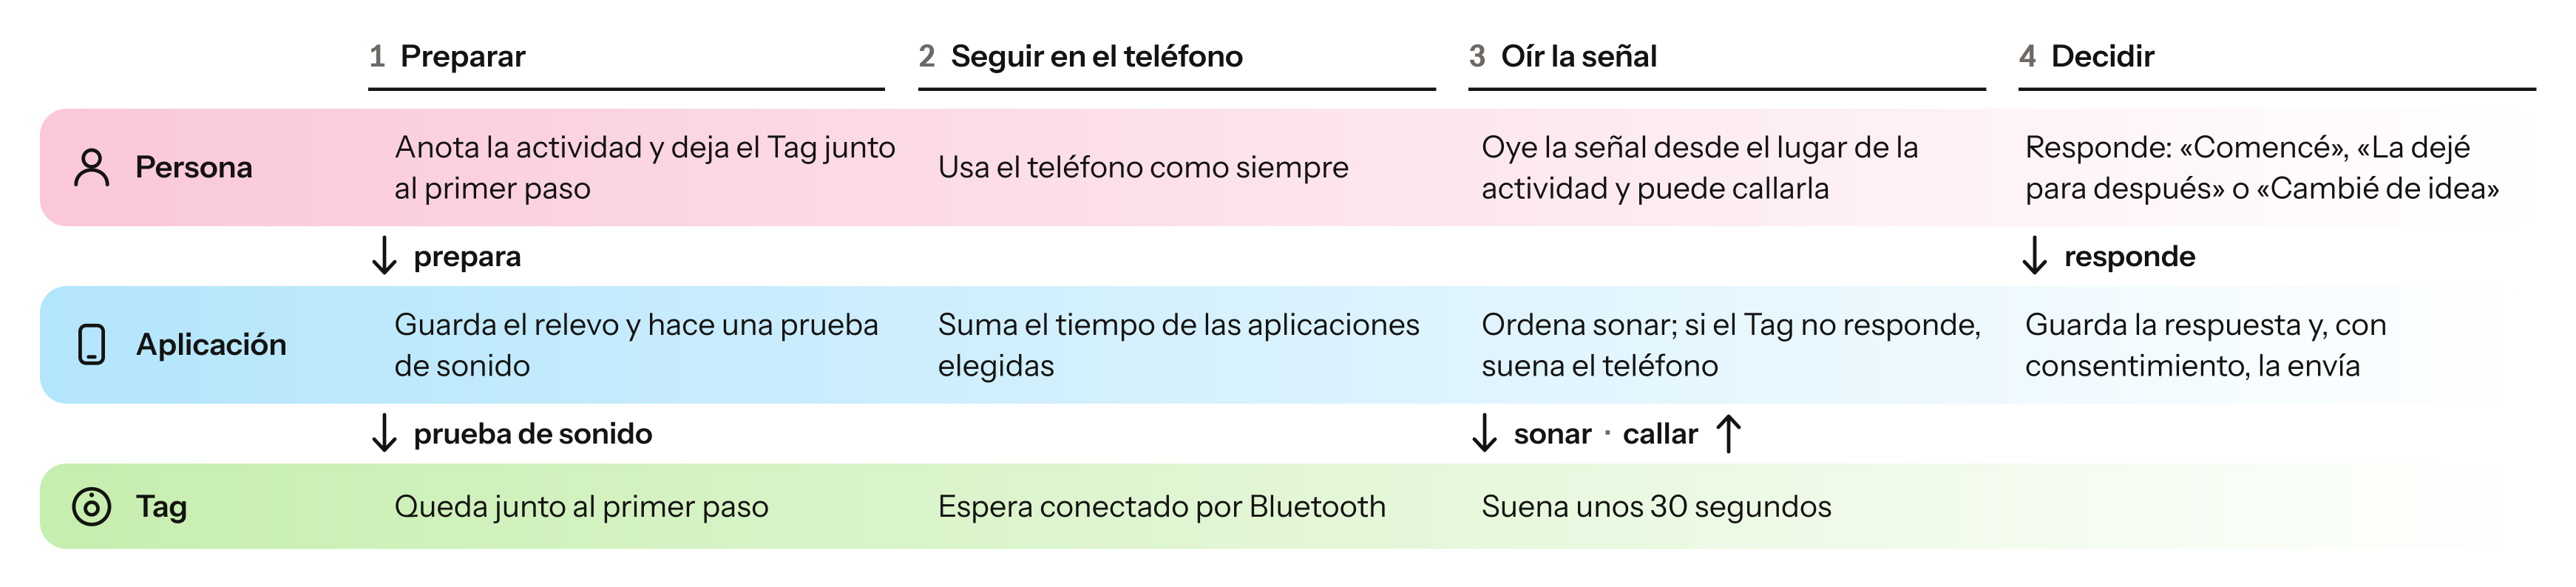 1 Preparar
2 Seguir en el teléfono
3 Oír la señal
4 Decidir
Persona
Anota la actividad y deja el Tag junto
al primer paso
Usa el teléfono como siempre
Oye la señal desde el lugar de la
actividad y puede callarla
Responde: «Comencé», «La dejé
para después» o «Cambié de idea»
↓ prepara
↓ responde
Aplicación
Guarda el relevo y hace una prueba
de sonido
Suma el tiempo de las aplicaciones
elegidas
Ordena sonar; si el Tag no responde,
suena el teléfono
Guarda la respuesta y, con
consentimiento, la envía
↓ prueba de sonido
↓ sonar · callar ↑
Tag
Queda junto al primer paso
Espera conectado por Bluetooth
Suena unos 30 segundos